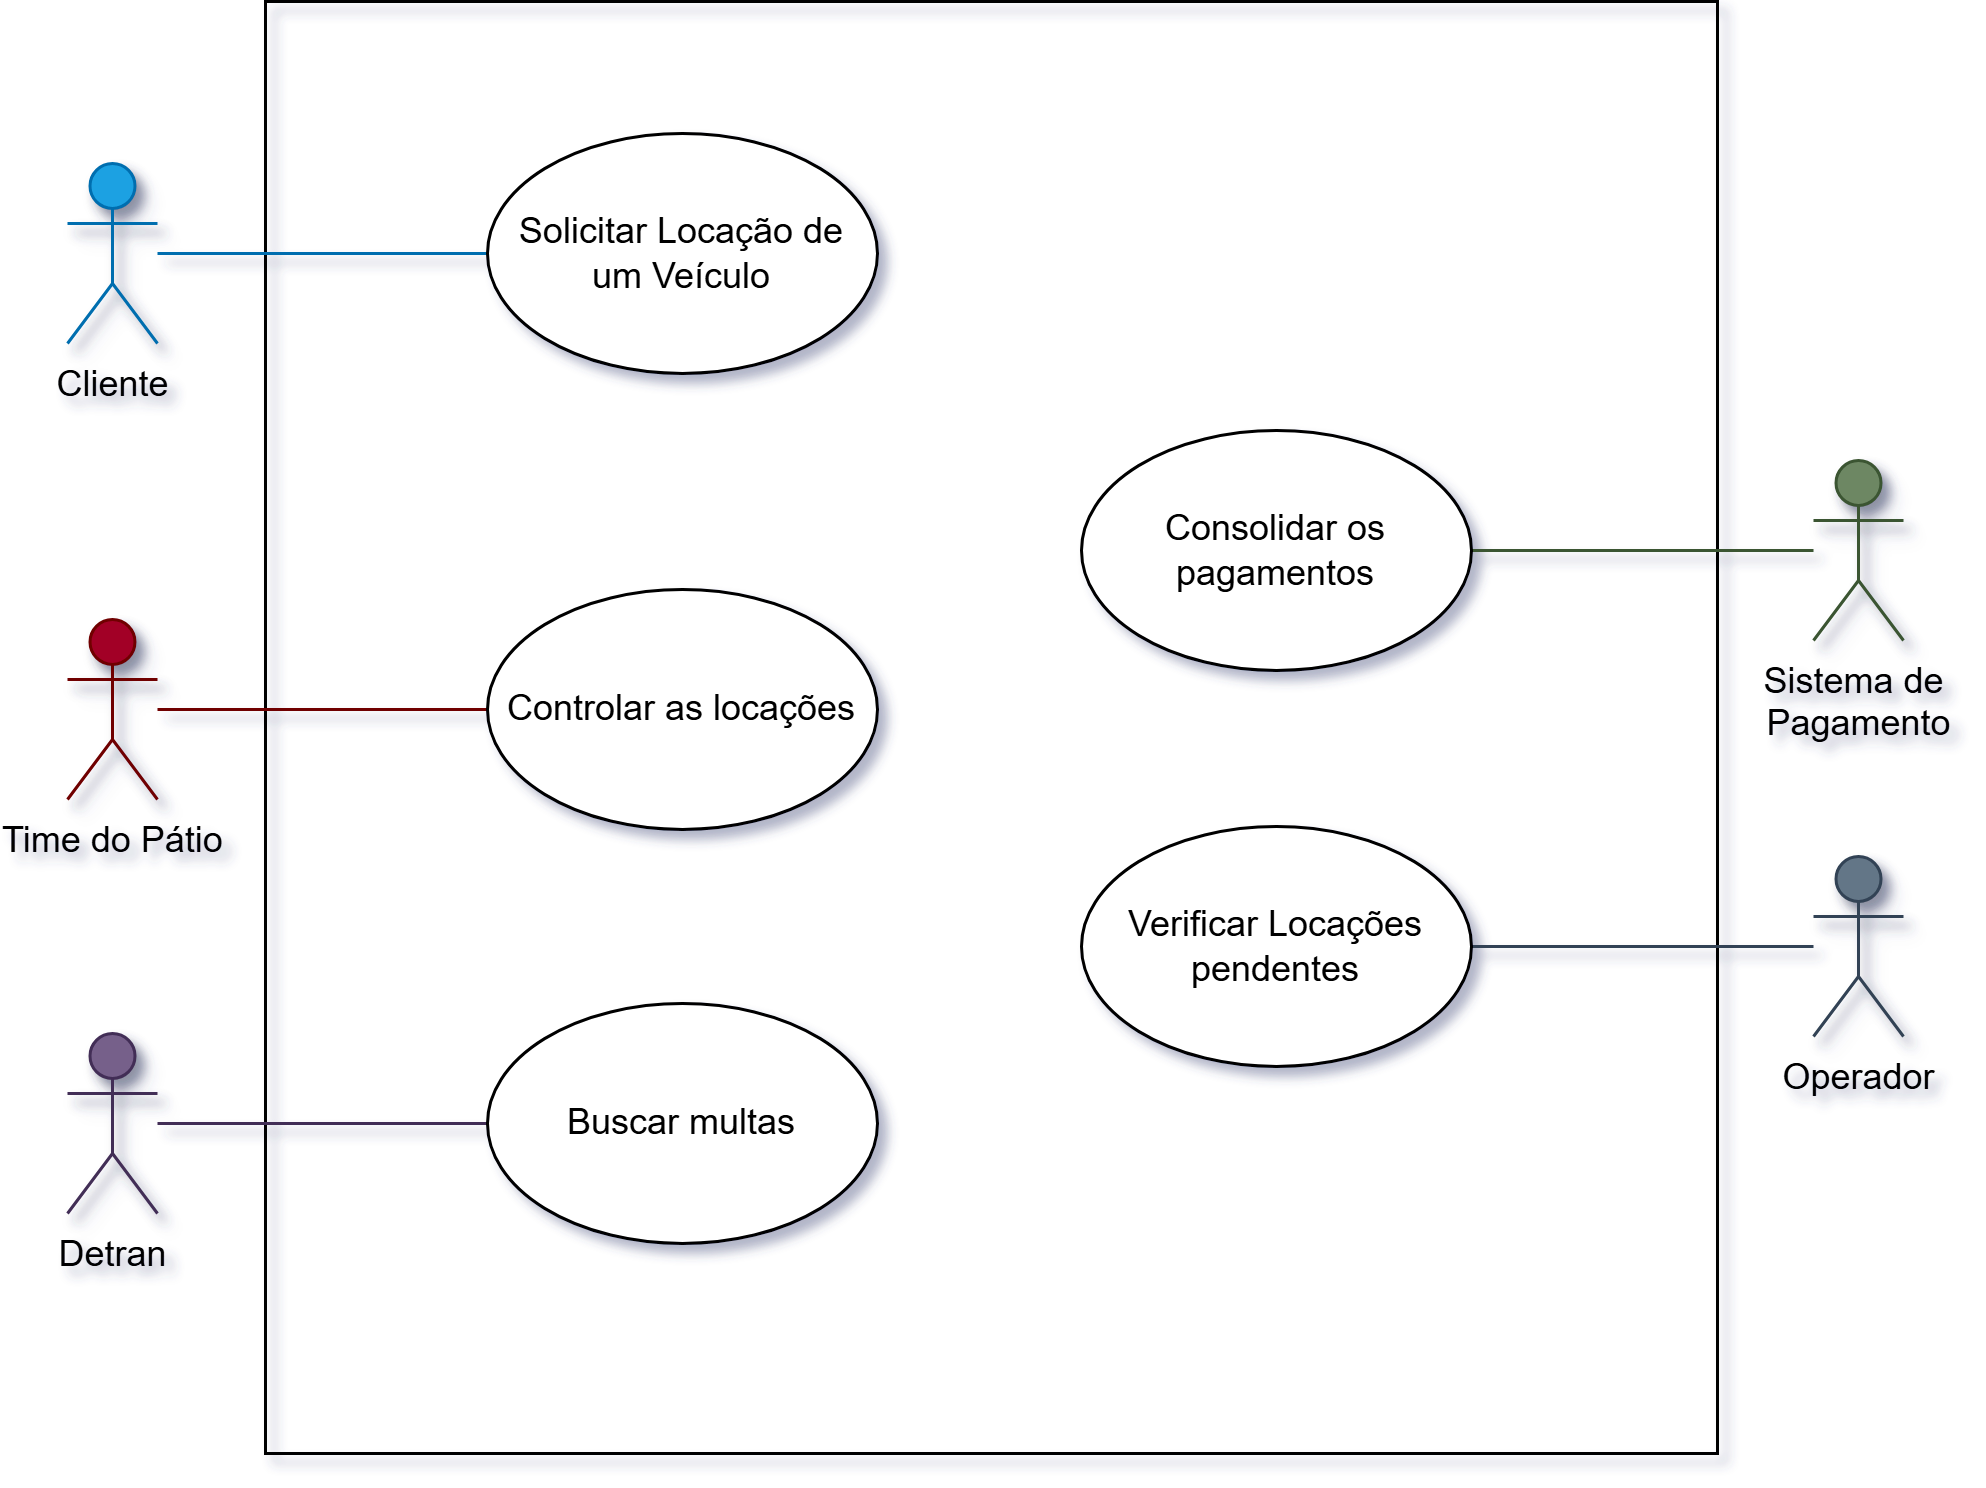 Solicitar Locação de
um Veículo
Cliente
Consolidar os
pagamentos
Sistema de
Pagamento
Controlar as locações
Time do Pátio
Verificar Locações
pendentes
Operador
Buscar multas
Detran